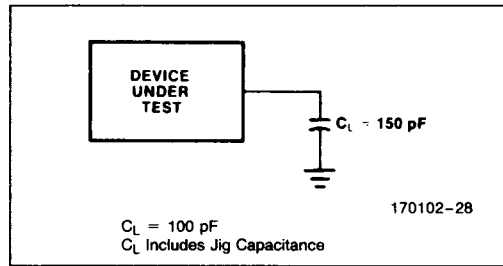 DEVICE
UNDER
TEST
C_L = 150 pF
170102-28
C_L = 100 pF
C_L Includes Jig Capacitance